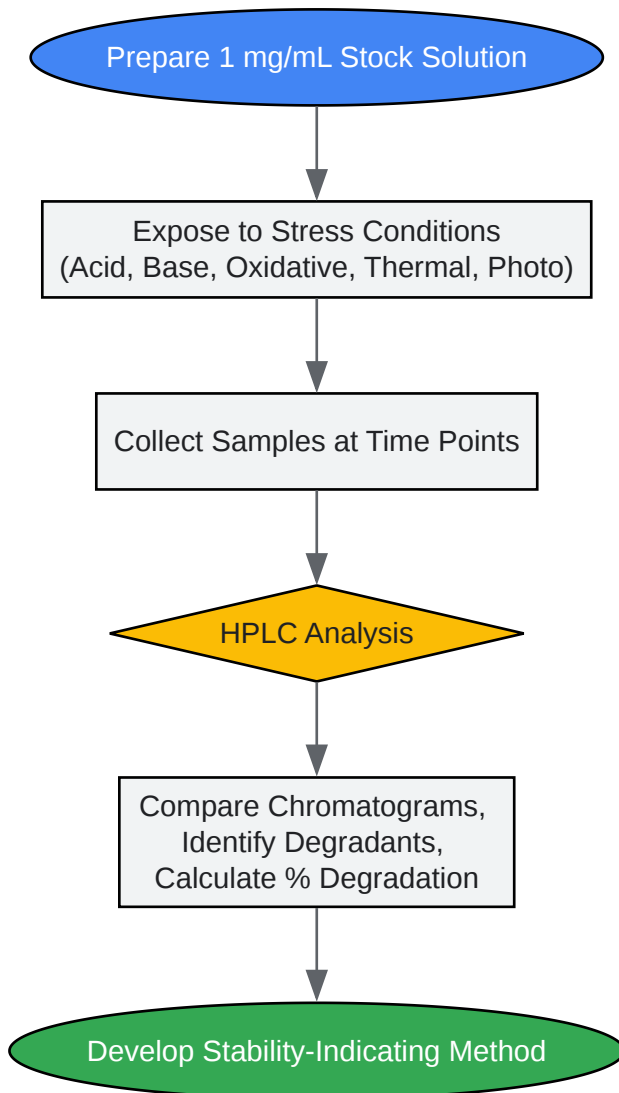 Prepare 1 mg/mL Stock Solution
Expose to Stress Conditions
(Acid, Base, Oxidative, Thermal, Photo)
Collect Samples at Time Points
HPLC Analysis
Compare Chromatograms,
Identify Degradants,
Calculate % Degradation
Develop Stability-Indicating Method